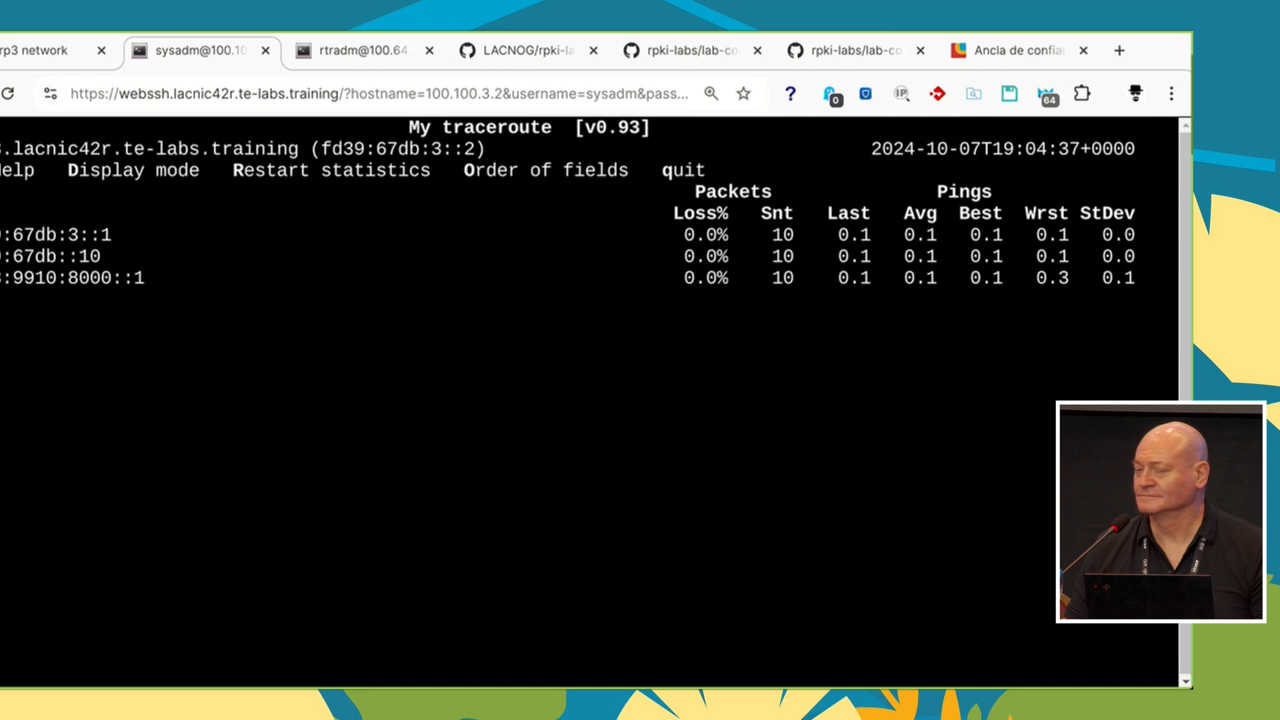 rp3 network
sysadm@100.10
rtradm@100.64.
LACNOG/rpki-la
rpki-labs/lab-co
rpki-labs/lab-co
Ancla de confia
https://webssh.lacnic42r.te-labs.training/?hostname=100.100.3.2&username=sysadm&pass...
0
IP
64
My traceroute [v0.93]
.lacnic42r.te-labs.training (fd39:67db:3::2) 2024-10-07T19:04:37+0000
elp Display mode Restart statistics Order of fields quit
Packets Pings
Loss% Snt Last Avg Best Wrst StDev
:67db:3::1 0.0% 10 0.1 0.1 0.1 0.1 0.0
:67db::10 0.0% 10 0.1 0.1 0.1 0.1 0.0
:9910:8000::1 0.0% 10 0.1 0.1 0.1 0.3 0.1